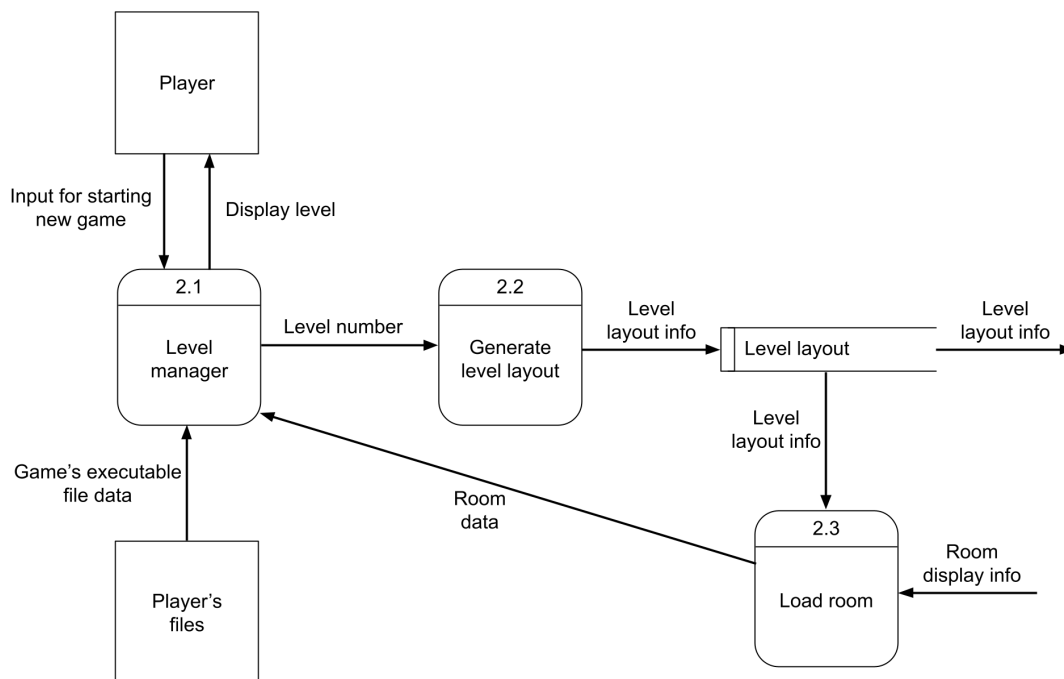 Player
Input for starting
new game
Display level
2.1
Level
manager
Level number
2.2
Generate
level layout
Level
layout info
Level layout
Level
layout info
Level
layout info
Game's executable
file data
Room
data
2.3
Load room
Room
display info
Player's
files